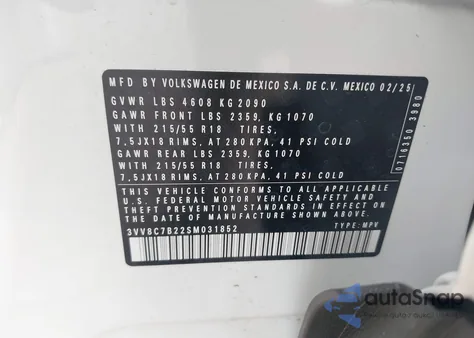 MFD BY VOLKSWAGEN DE MEXICO S.A. DE C.V. MEXICO 02/25
GVWR LBS 4608 KG 2090
GAWR FRONT LBS 2359, KG1070
WITH 215/55 R18 TIRES,
7,5JX18 RIMS, AT 280 KPA, 41 PSI COLD
GAWR REAR LBS 2359, KG1070
WITH 215/55 R18 TIRES,
7,5JX18 RIMS, AT 280 KPA, 41 PSI COLD
THIS VEHICLE CONFORMS TO ALL APPLICABLE
U.S. FEDERAL MOTOR VEHICLE SAFETY AND
THEFT PREVENTION STANDARDS IN EFFECT ON
THE DATE OF MANUFACTURE SHOWN ABOVE.
3VV8C7B22SM031852 TYPE: MPV
0716350 3980
autoSnap